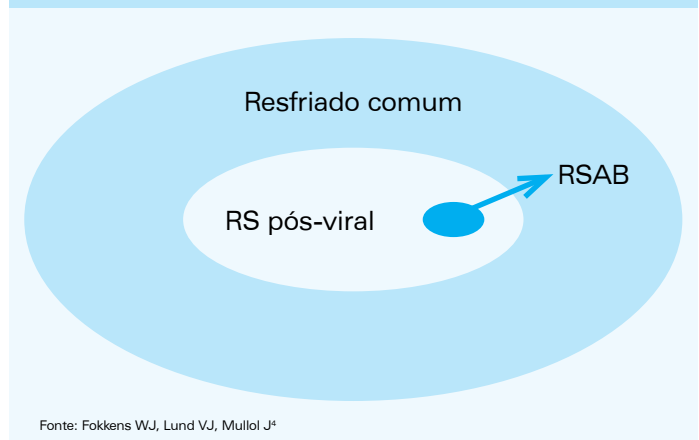 Resfriado comum
RSAB
RS pós-viral
Fonte: Fokkens WJ, Lund VJ, Mullol J⁴